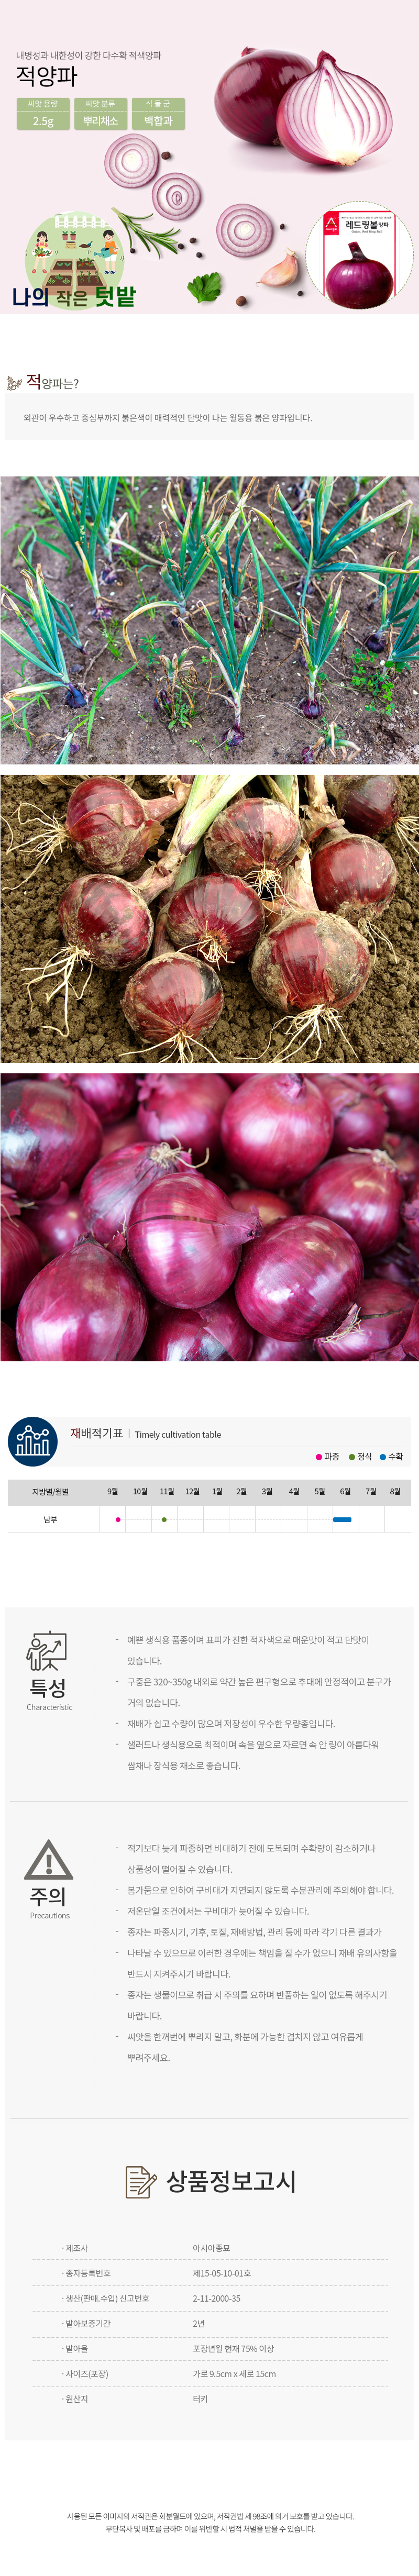 내병성과 내한성이 강한 다수확 적색양파
적양파
씨앗 용량 씨앗 분류 식 물 군
2.5g 뿌리채소 백합과
레드링볼 양파
나의 작은 텃밭
적양파는?
외관이 우수하고 중심부까지 붉은색이 매력적인 단맛이 나는 월동용 붉은 양파입니다.
재배적기표 | Timely cultivation table
파종 정식 수확
지방별/월별 9월 10월 11월 12월 1월 2월 3월 4월 5월 6월 7월 8월
남부
특성
Characteristic
- 예쁜 생식용 품종이며 표피가 진한 적자색으로 매운맛이 적고 단맛이
있습니다.
- 구중은 320~350g 내외로 약간 높은 편구형으로 추대에 안정적이고 분구가
거의 없습니다.
- 재배가 쉽고 수량이 많으며 저장성이 우수한 우량종입니다.
- 샐러드나 생식용으로 최적이며 속을 옆으로 자르면 속 안 링이 아름다워
쌈채나 장식용 채소로 좋습니다.
주의
Precautions
- 적기보다 늦게 파종하면 비대하기 전에 도복되며 수확량이 감소하거나
상품성이 떨어질 수 있습니다.
- 봄가뭄으로 인하여 구비대가 지연되지 않도록 수분관리에 주의해야 합니다.
- 저온단일 조건에서는 구비대가 늦어질 수 있습니다.
- 종자는 파종시기, 기후, 토질, 재배방법, 관리 등에 따라 각기 다른 결과가
- 나타날 수 있으므로 이러한 경우에는 책임을 질 수가 없으니 재배 유의사항을
반드시 지켜주시기 바랍니다.
- 종자는 생물이므로 취급 시 주의를 요하며 반품하는 일이 없도록 해주시기
바랍니다.
- 씨앗을 한꺼번에 뿌리지 말고, 화분에 가능한 겹치지 않고 여유롭게
뿌려주세요.
상품정보고시
· 제조사 아시아종묘
· 종자등록번호 제15-05-10-01호
· 생산(판매.수입) 신고번호 2-11-2000-35
· 발아보증기간 2년
· 발아율 포장년월 현재 75% 이상
· 사이즈(포장) 가로 9.5cm x 세로 15cm
· 원산지 터키
사용된 모든 이미지의 저작권은 화분월드에 있으며, 저작권법 제 98조에 의거 보호를 받고 있습니다.
무단복사 및 배포를 금하며 이를 위반할 시 법적 처벌을 받을 수 있습니다.